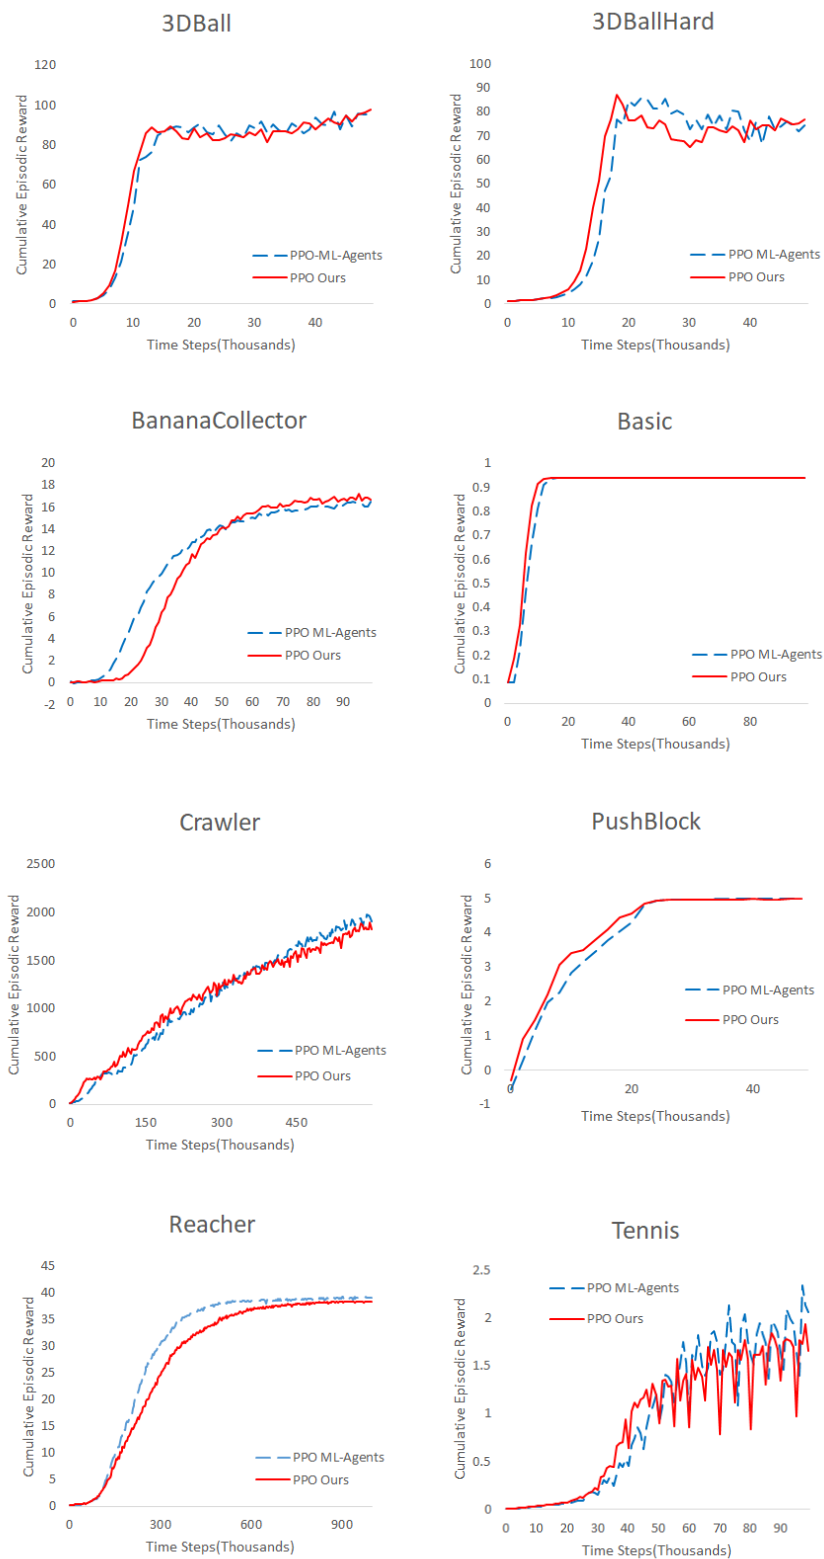 3DBall
120
100
80
60
40
20
0
Cumulative Episodic Reward
PPO-ML-Agents
PPO Ours
0 10 20 30 40
Time Steps(Thousands)
3DBallHard
100
90
80
70
60
50
40
30
20
10
0
Cumulative Episodic Reward
PPO ML-Agents
PPO Ours
0 10 20 30 40
Time Steps(Thousands)
BananaCollector
20
18
16
14
12
10
8
6
4
2
0
-2
Cumulative Episodic Reward
PPO ML-Agents
PPO Ours
0 10 20 30 40 50 60 70 80 90
Time Steps(Thousands)
Basic
1
0.9
0.8
0.7
0.6
0.5
0.4
0.3
0.2
0.1
0
Cumulative Episodic Reward
PPO ML-Agents
PPO Ours
0 20 40 60 80
Time Steps(Thousands)
Crawler
2500
2000
1500
1000
500
0
Cumulative Episodic Reward
PPO ML-Agents
PPO Ours
0 150 300 450
Time Steps(Thousands)
PushBlock
6
5
4
3
2
1
0
-1
Cumulative Episodic Reward
PPO ML-Agents
PPO Ours
0 20 40
Time Steps(Thousands)
Reacher
45
40
35
30
25
20
15
10
5
0
Cumulative Episodic Reward
PPO ML-Agents
PPO Ours
0 300 600 900
Time Steps(Thousands)
Tennis
2.5
2
1.5
1
0.5
0
Cumulative Episodic Reward
PPO ML-Agents
PPO Ours
0 10 20 30 40 50 60 70 80 90
Time Steps(Thousands)